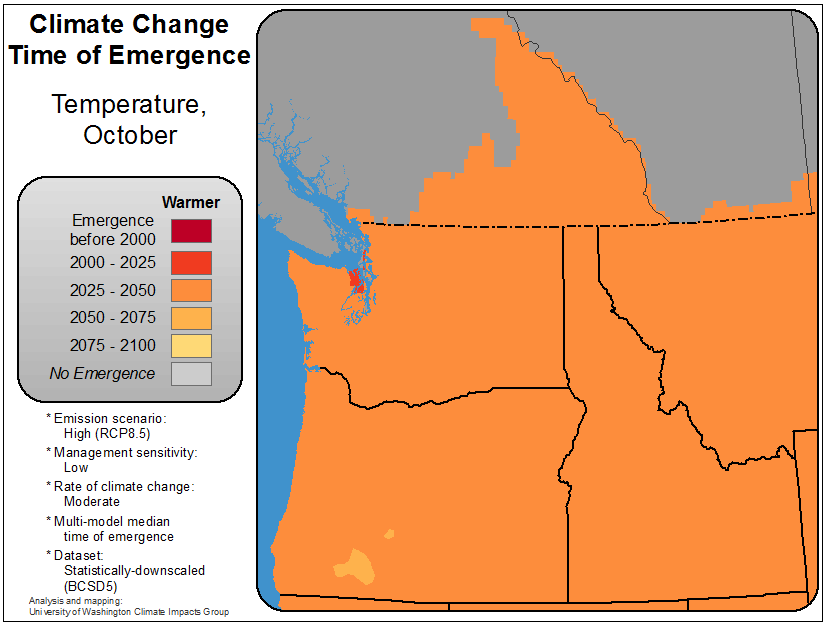 Climate Change
Time of Emergence
Temperature,
October
Warmer
Emergence
before 2000
2000 - 2025
2025 - 2050
2050 - 2075
2075 - 2100
No Emergence
* Emission scenario:
High (RCP8.5)
* Management sensitivity:
Low
* Rate of climate change:
Moderate
* Multi-model median
time of emergence
* Dataset:
Statistically-downscaled
(BCSD5)
Analysis and mapping:
University of Washington Climate Impacts Group